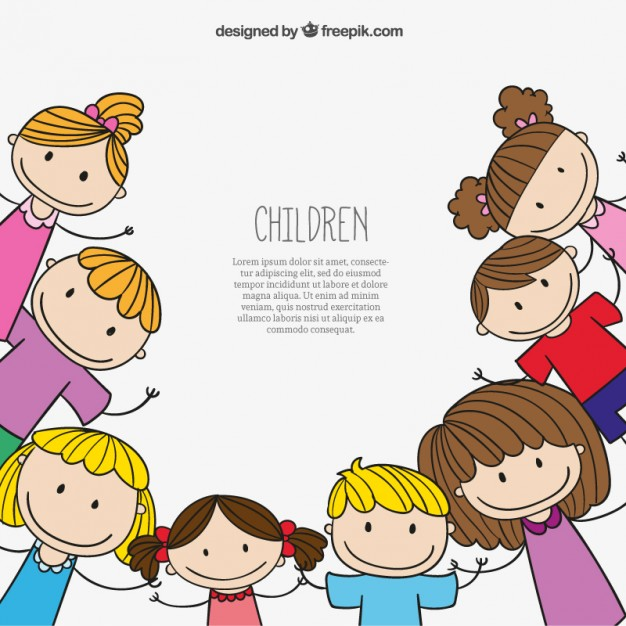 designed by freepik.com
CHILDREN
Lorem ipsum dolor sit amet, consecte-
tur adipiscing elit, sed do eiusmod
tempor incididunt ut labore et dolore
magna aliqua. Ut enim ad minim
veniam, quis nostrud exercitation
ullamco laboris nisi ut aliquip ex ea
commodo consequat.